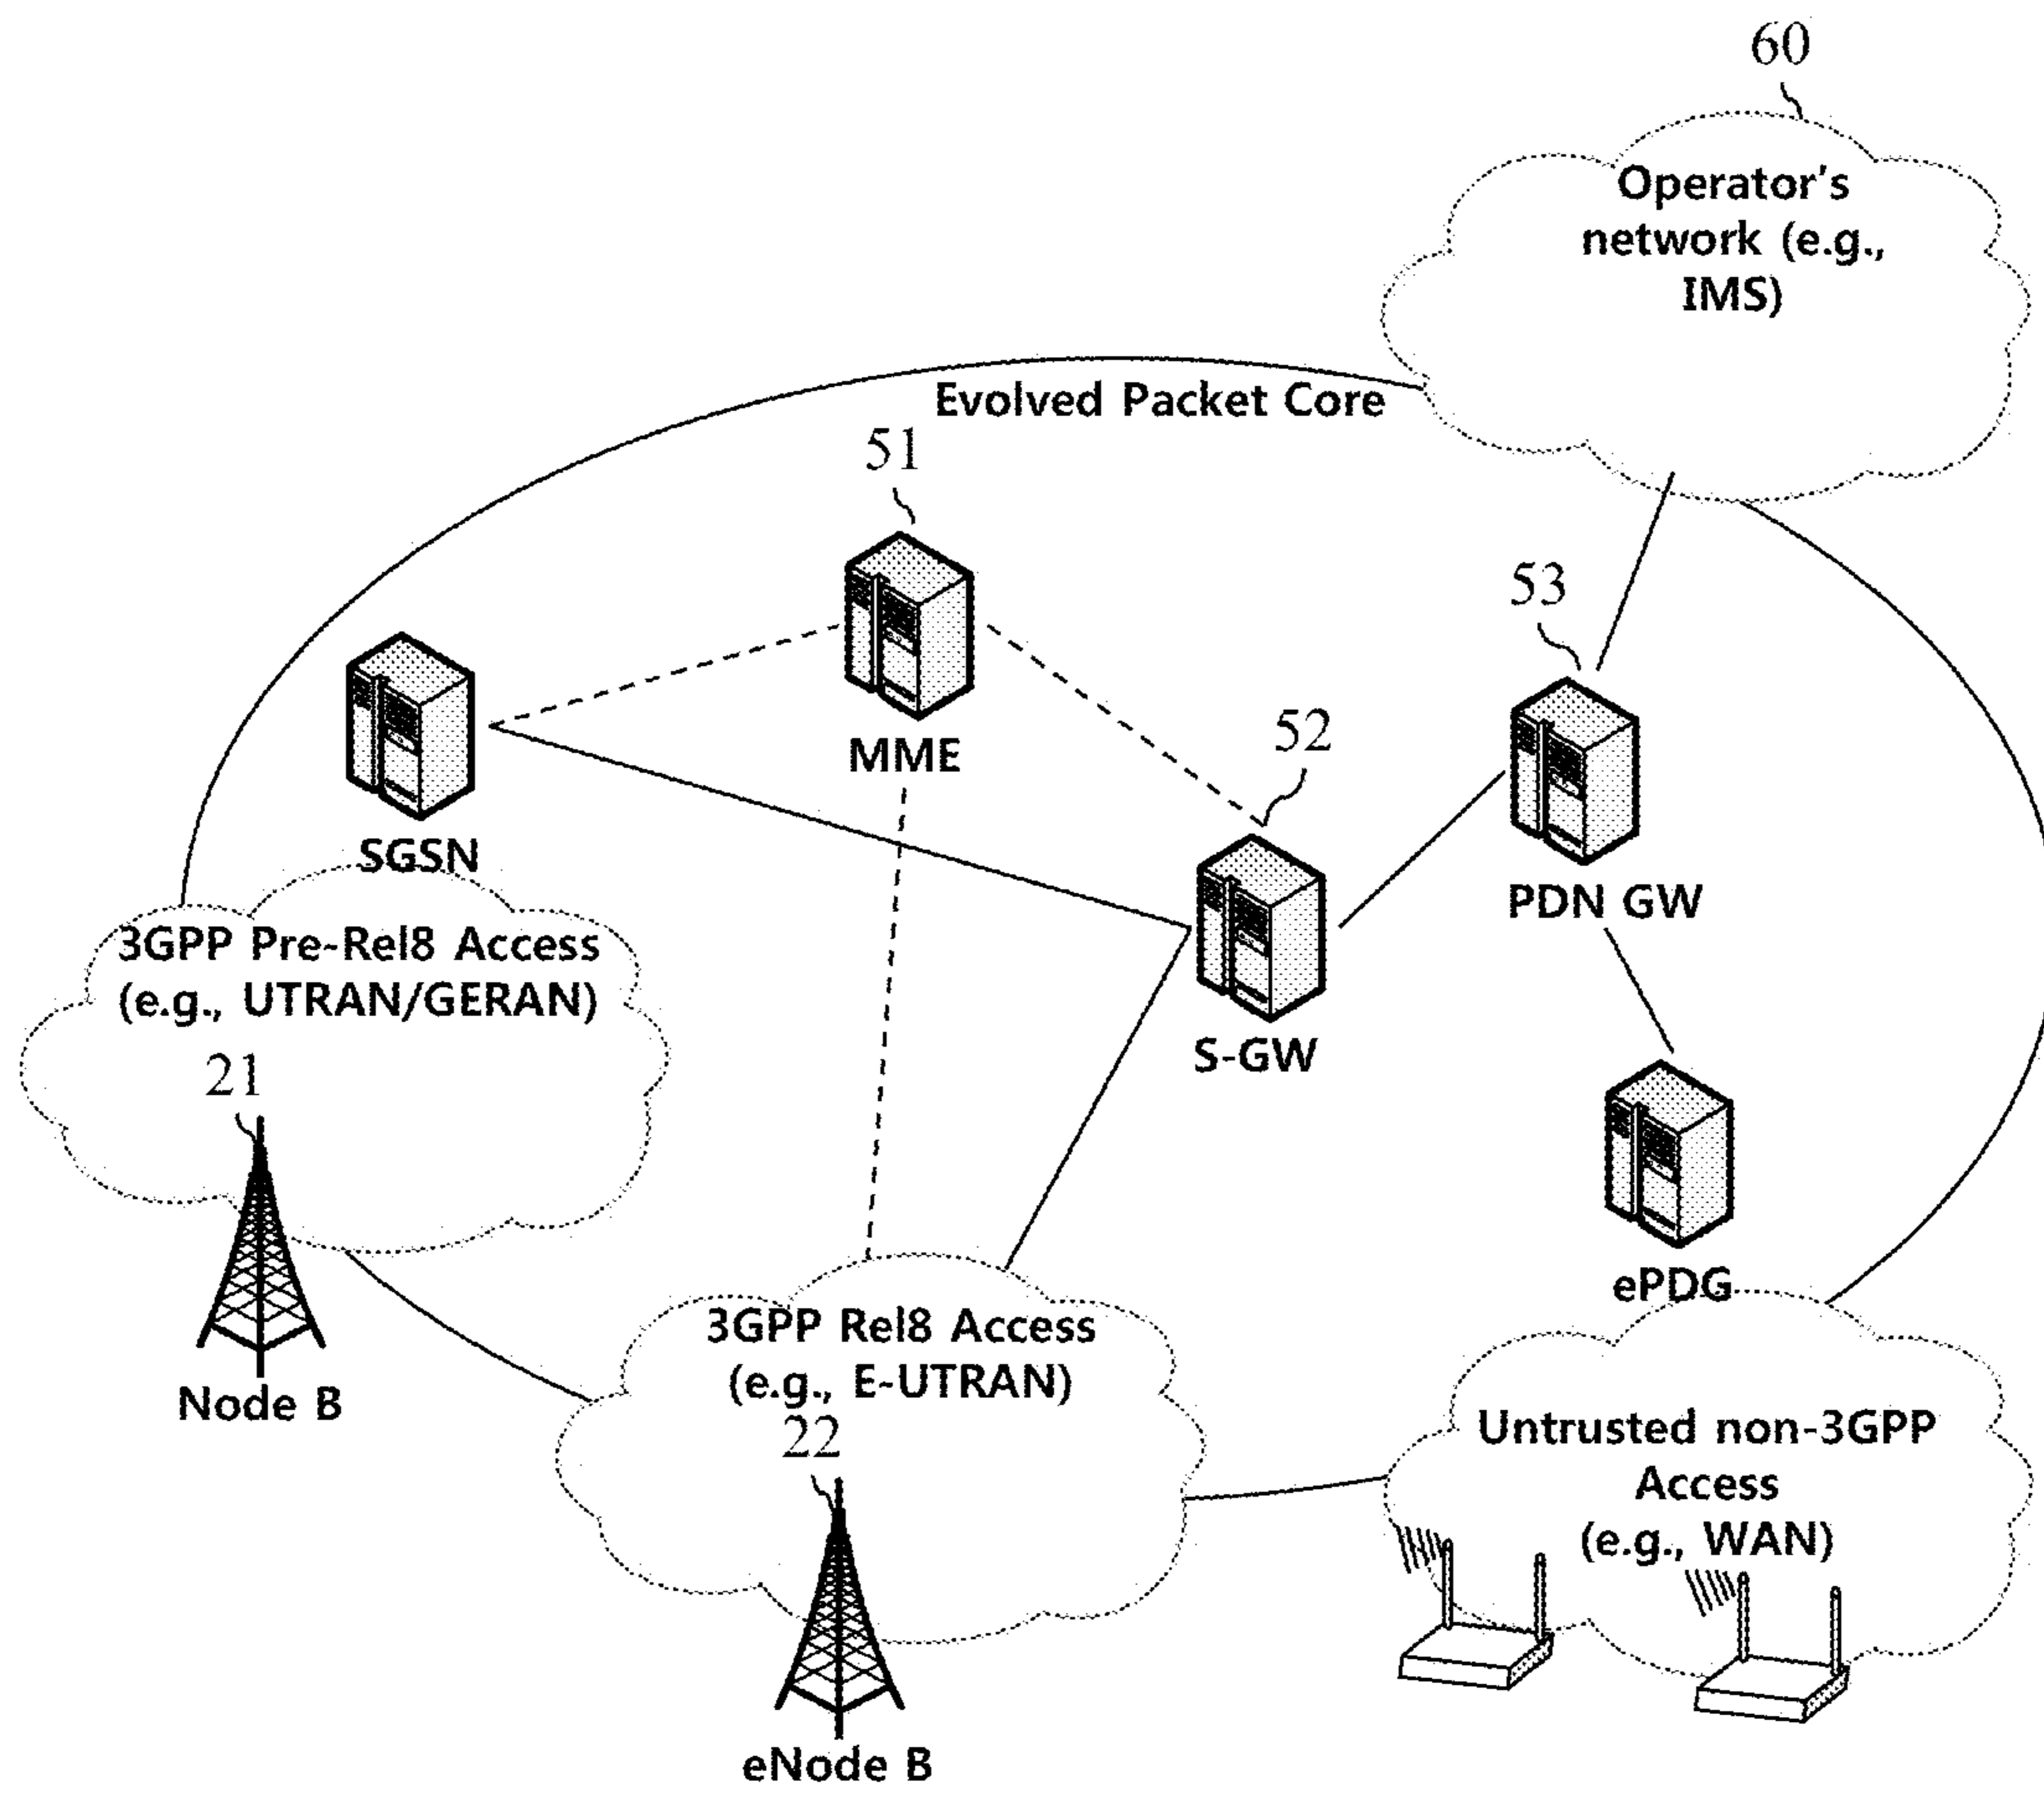 60
Operator's
network (e.g.,
IMS)
Evolved Packet Core
51
53
52
MME
SGSN
PDN GW
3GPP Pre-Rel8 Access
(e.g., UTRAN/GERAN)
S-GW
21
ePDG
3GPP Rel8 Access
(e.g., E-UTRAN)
Node B
22
Untrusted non-3GPP
Access
(e.g., WAN)
eNode B